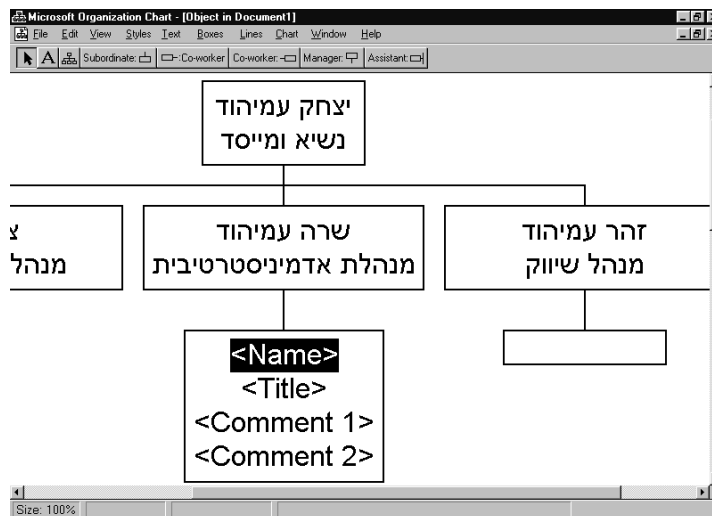 Microsoft Organization Chart - [Object in Document1]
File Edit View Styles Text Boxes Lines Chart Window Help
A Subordinate: :Co-worker Co-worker: Manager: Assistant:
יצחק עמיהוד
נשיא ומייסד
צ
מנהל
שרה עמיהוד
מנהלת אדמיניסטרטיבית
זהר עמיהוד
מנהל שיווק
<Name>
<Title>
<Comment 1>
<Comment 2>
Size: 100%